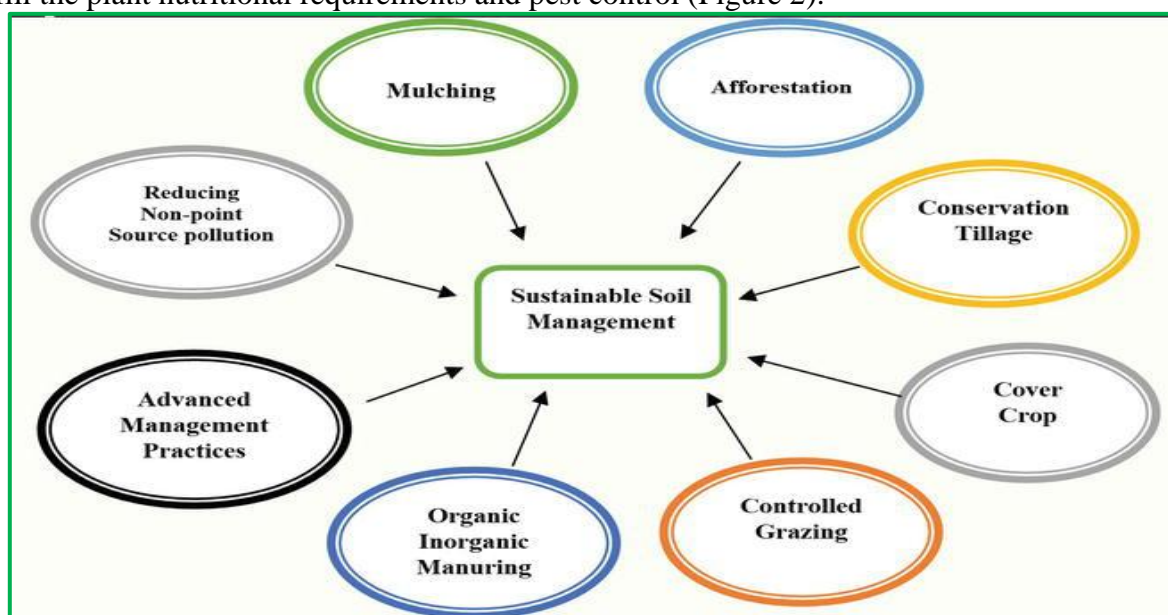 the plant nutritional requirements and pest control (Figure 2).
Mulching
Afforestation
Reducing
Non-point
Source pollution
Conservation
Tillage
Sustainable Soil
Management
Advanced
Management
Practices
Cover
Crop
Organic
Inorganic
Manuring
Controlled
Grazing